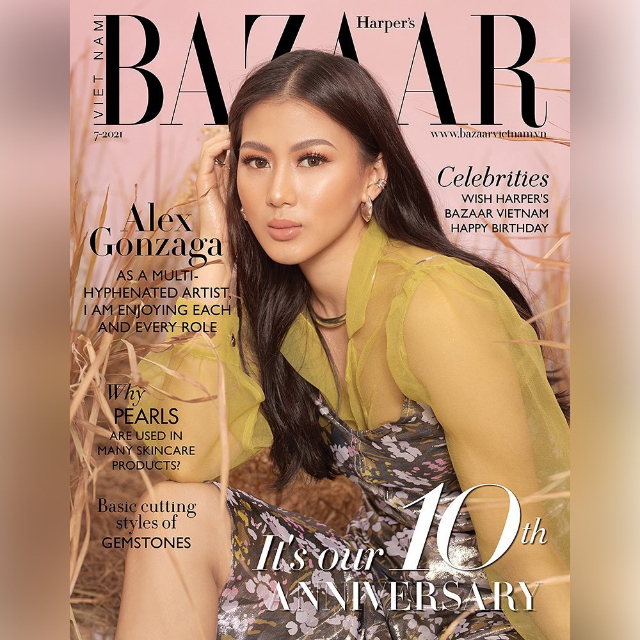 Harper's
BAZAAR
VIET NAM
7-2021
www.bazaarvietnam.vn
Celebrities
WISH HARPER'S
BAZAAR VIETNAM
HAPPY BIRTHDAY
Alex
Gonzaga
AS A MULTI-
HYPHENATED ARTIST,
I AM ENJOYING EACH
AND EVERY ROLE
Why
PEARLS
ARE USED IN
MANY SKINCARE
PRODUCTS?
Basic cutting
styles of
GEMSTONES
It's our 10th
ANNIVERSARY